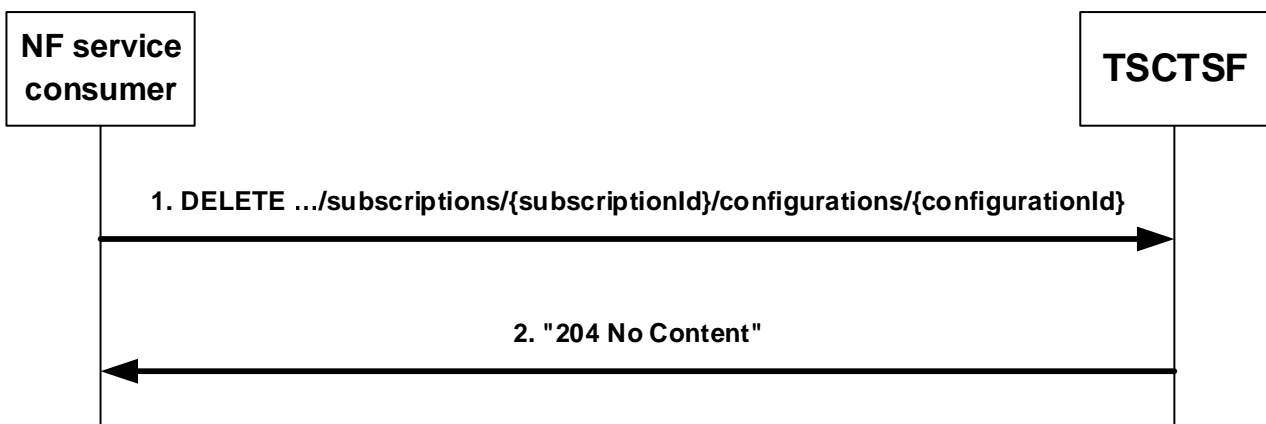 NF service
consumer
TSCTSF
1. DELETE .../subscriptions/{subscriptionId}/configurations/{configurationId}
2. "204 No Content"